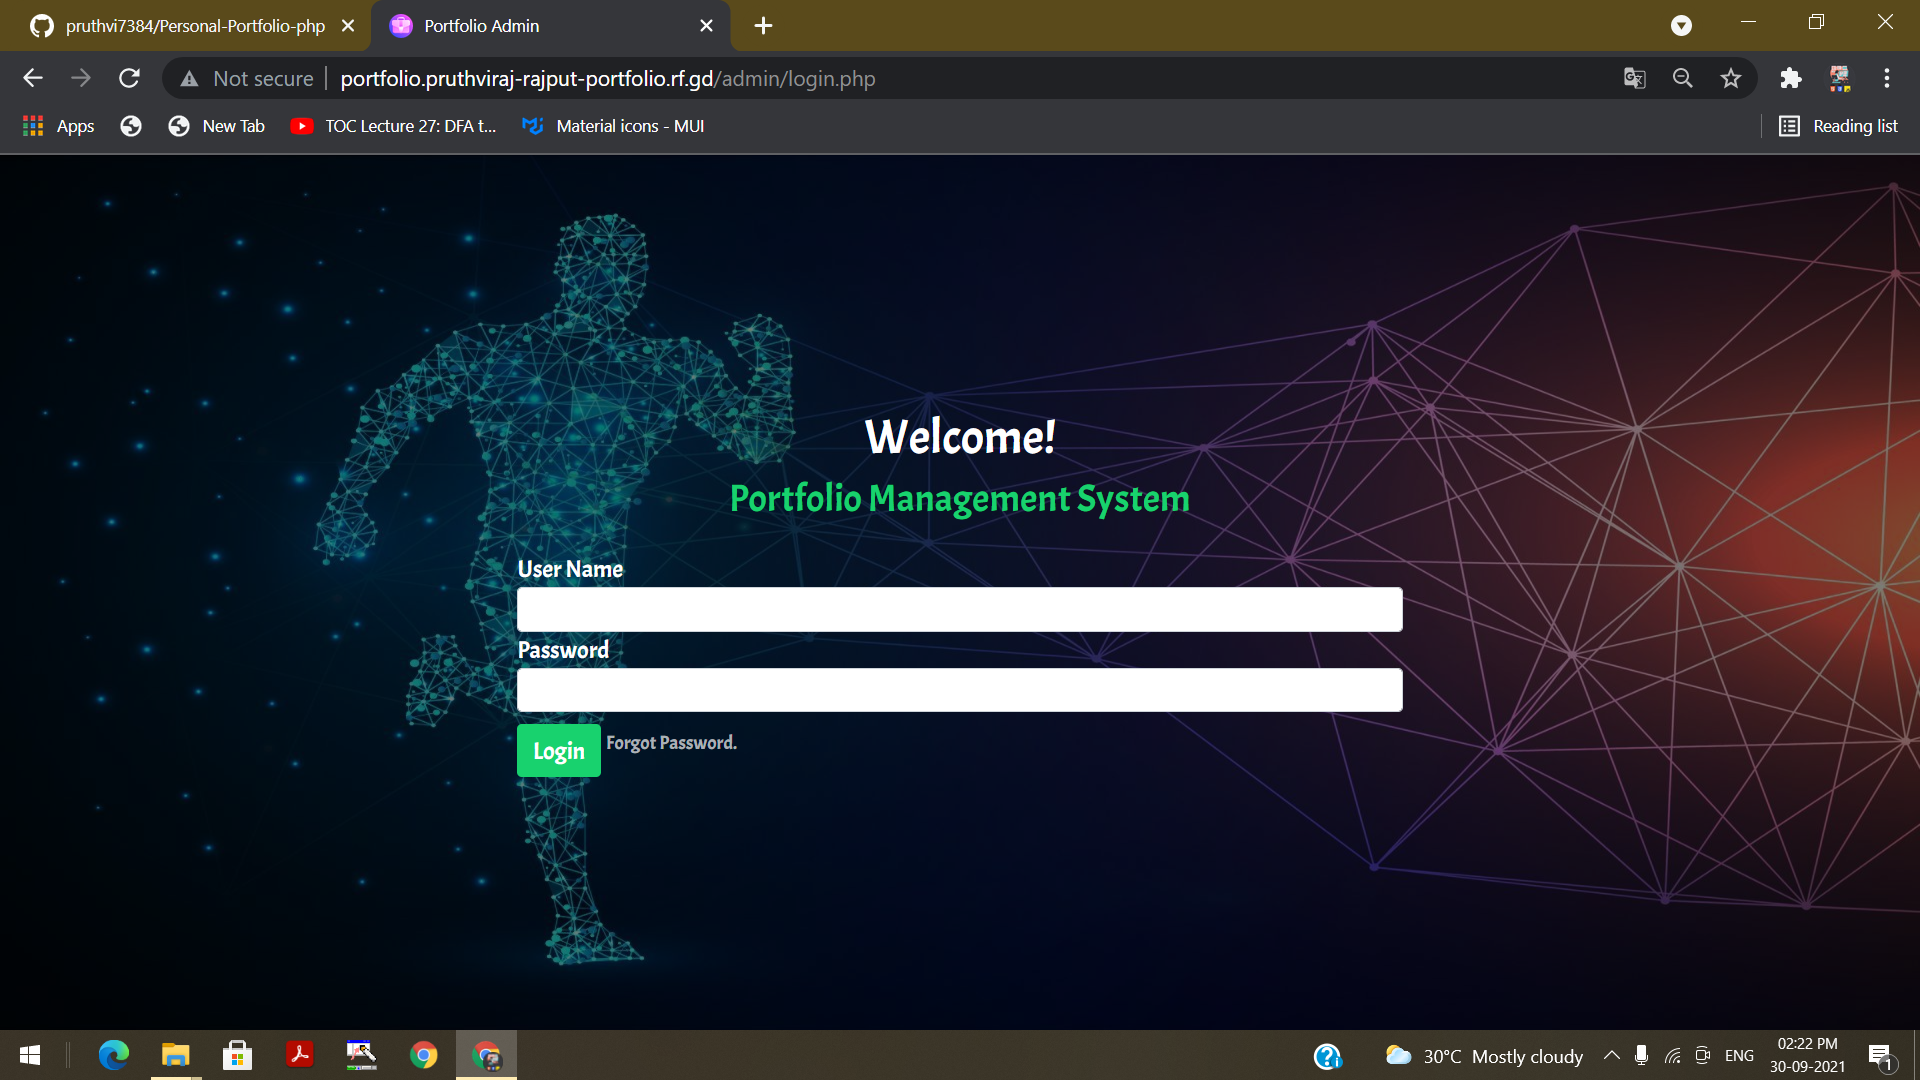 pruthvi7384/Personal-Portfolio-php
Portfolio Admin
Not secure
portfolio.pruthviraj-rajput-portfolio.rf.gd/admin/login.php
Apps
New Tab
TOC Lecture 27: DFA t...
Material icons - MUI
Reading list
Welcome!
Portfolio Management System
User Name
Password
Login
Forgot Password.
30°C Mostly cloudy
ENG
02:22 PM
30-09-2021
1